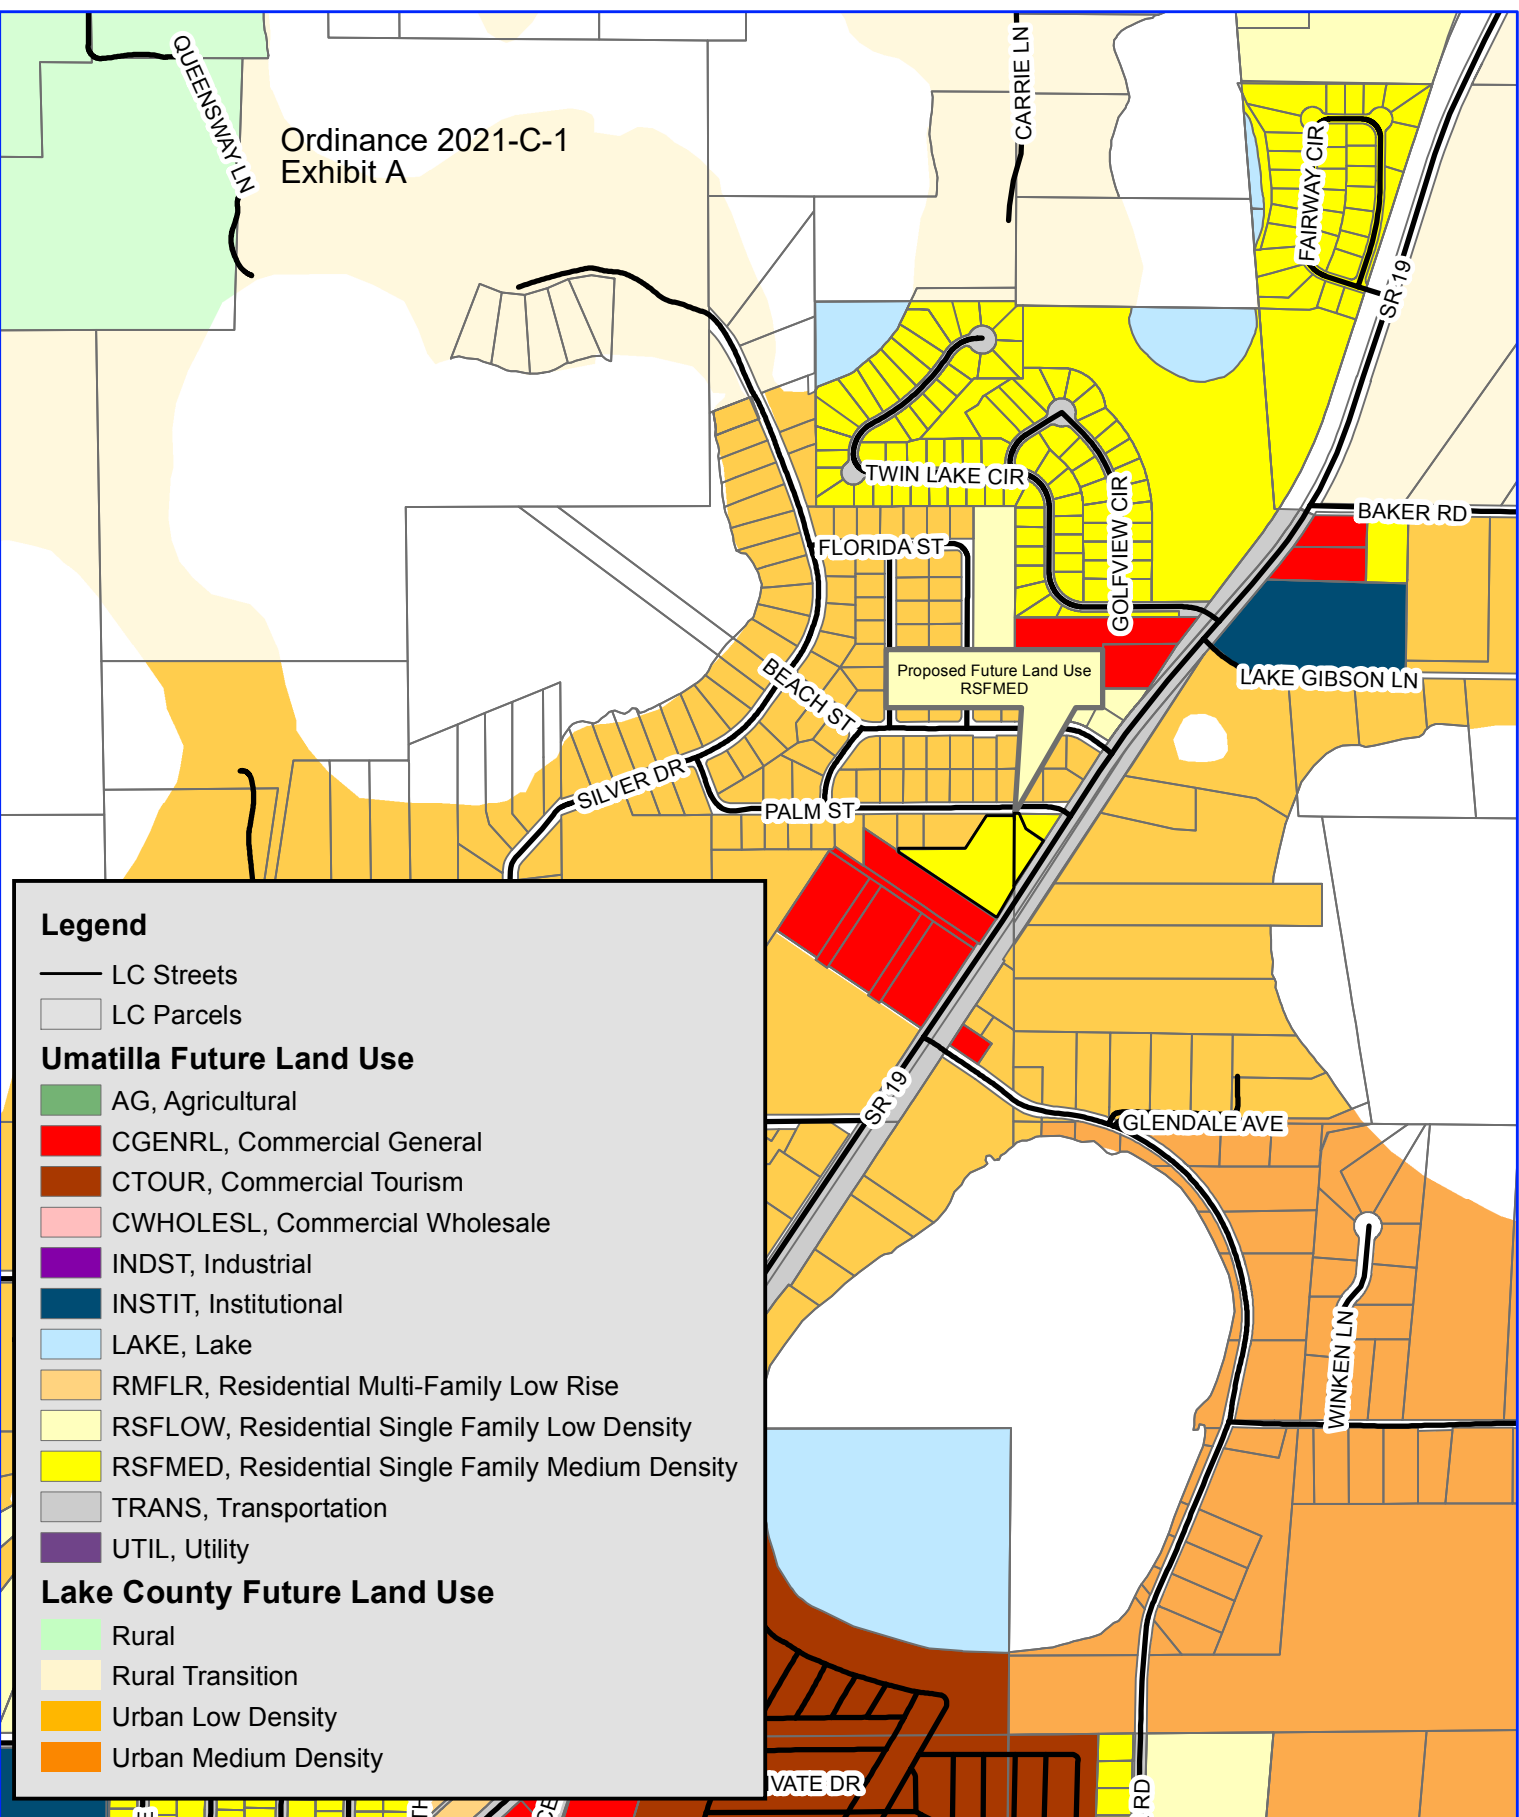 QUEENSWAY LN
Ordinance 2021-C-1
Exhibit A
CARRIE LN
FAIRWAY CIR
SR 19
TWIN LAKE CIR
GOLFVIEW CIR
BAKER RD
FLORIDA ST
Proposed Future Land Use
RSFMED
LAKE GIBSON LN
BEACH ST
SILVER DR
PALM ST
SR 19
GLENDALE AVE
WINKEN LN
Legend
LC Streets
LC Parcels
Umatilla Future Land Use
AG, Agricultural
CGENRL, Commercial General
CTOUR, Commercial Tourism
CWHOLESL, Commercial Wholesale
INDST, Industrial
INSTIT, Institutional
LAKE, Lake
RMFLR, Residential Multi-Family Low Rise
RSFLOW, Residential Single Family Low Density
RSFMED, Residential Single Family Medium Density
TRANS, Transportation
UTIL, Utility
Lake County Future Land Use
Rural
Rural Transition
Urban Low Density
Urban Medium Density
IVATE DR
RD
E
TH
CE